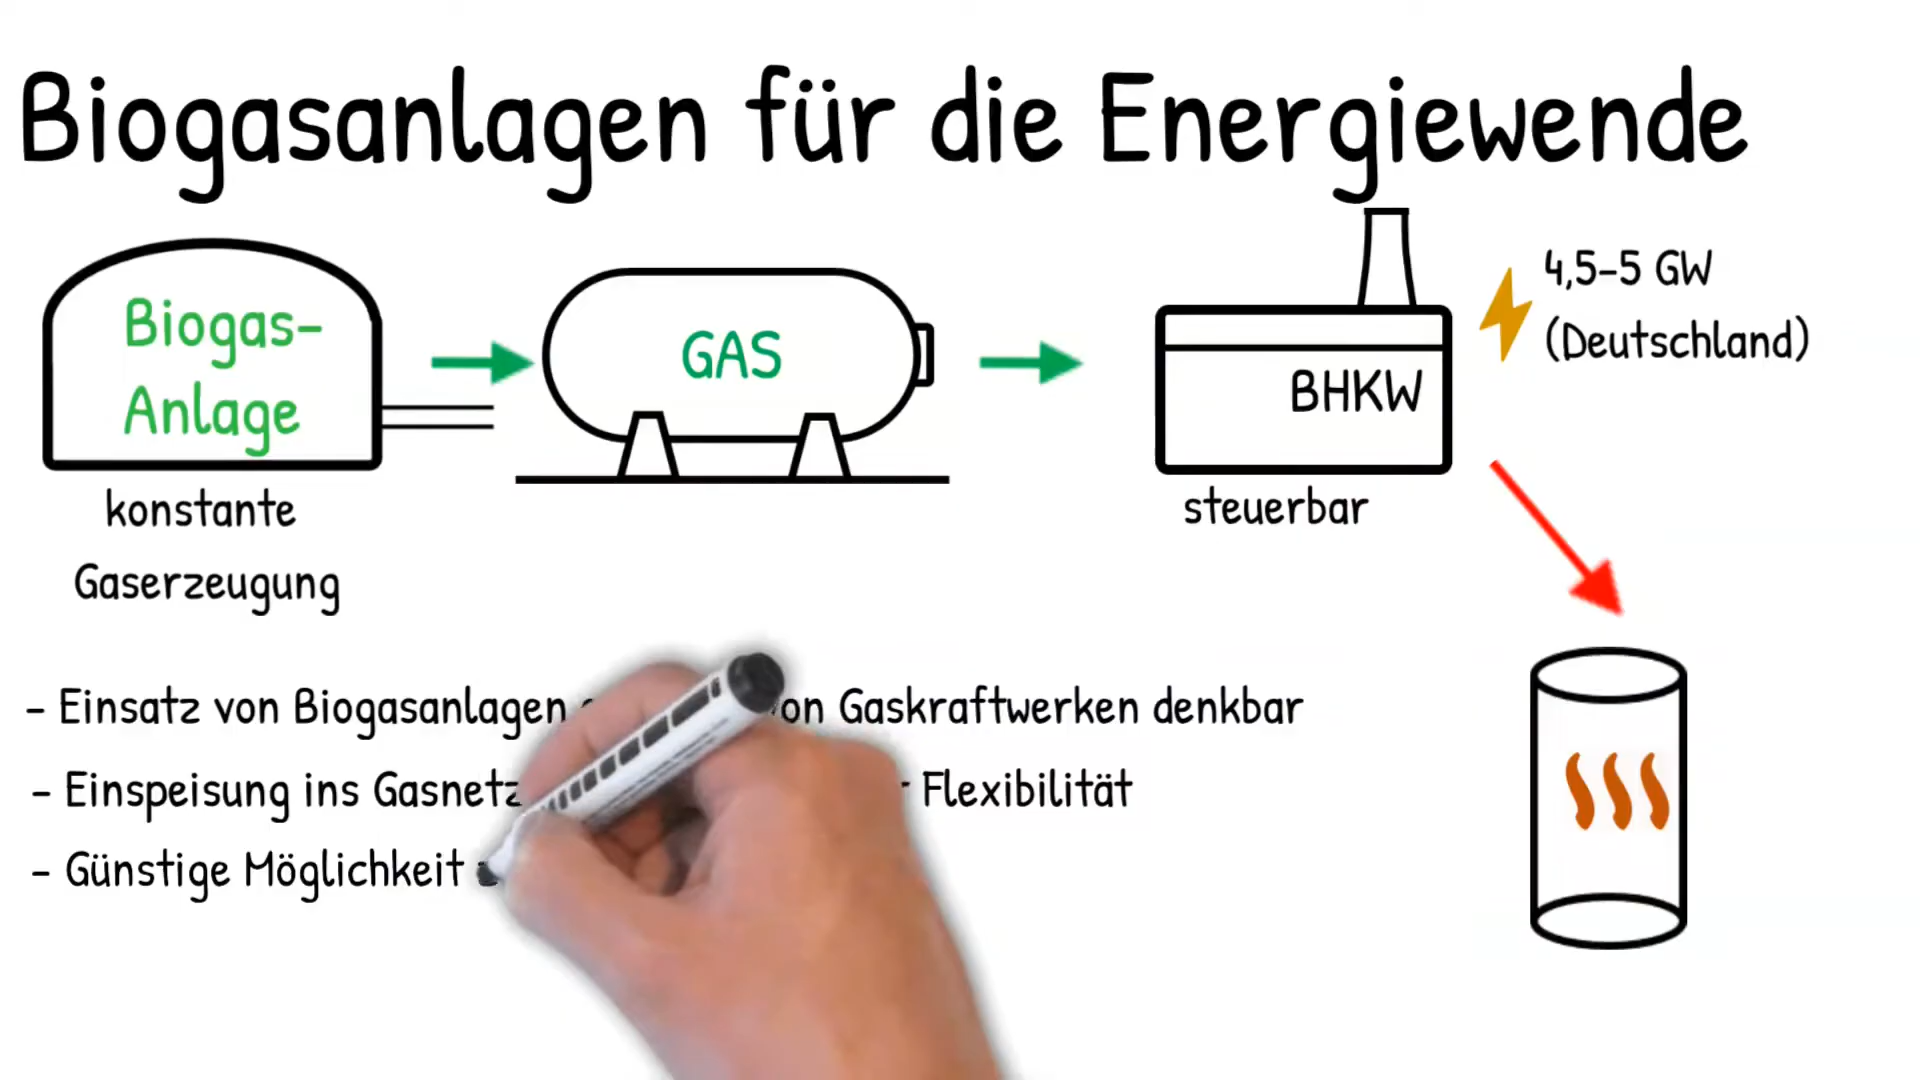 Biogasanlagen für die Energiewende
Biogas-
Anlage
GAS
BHKW
4,5-5 GW
(Deutschland)
konstante
Gaserzeugung
steuerbar
- Einsatz von Biogasanlagen Gaskraftwerken denkbar
- Einspeisung ins Gasnetz Flexibilität
- Günstige Möglichkeit